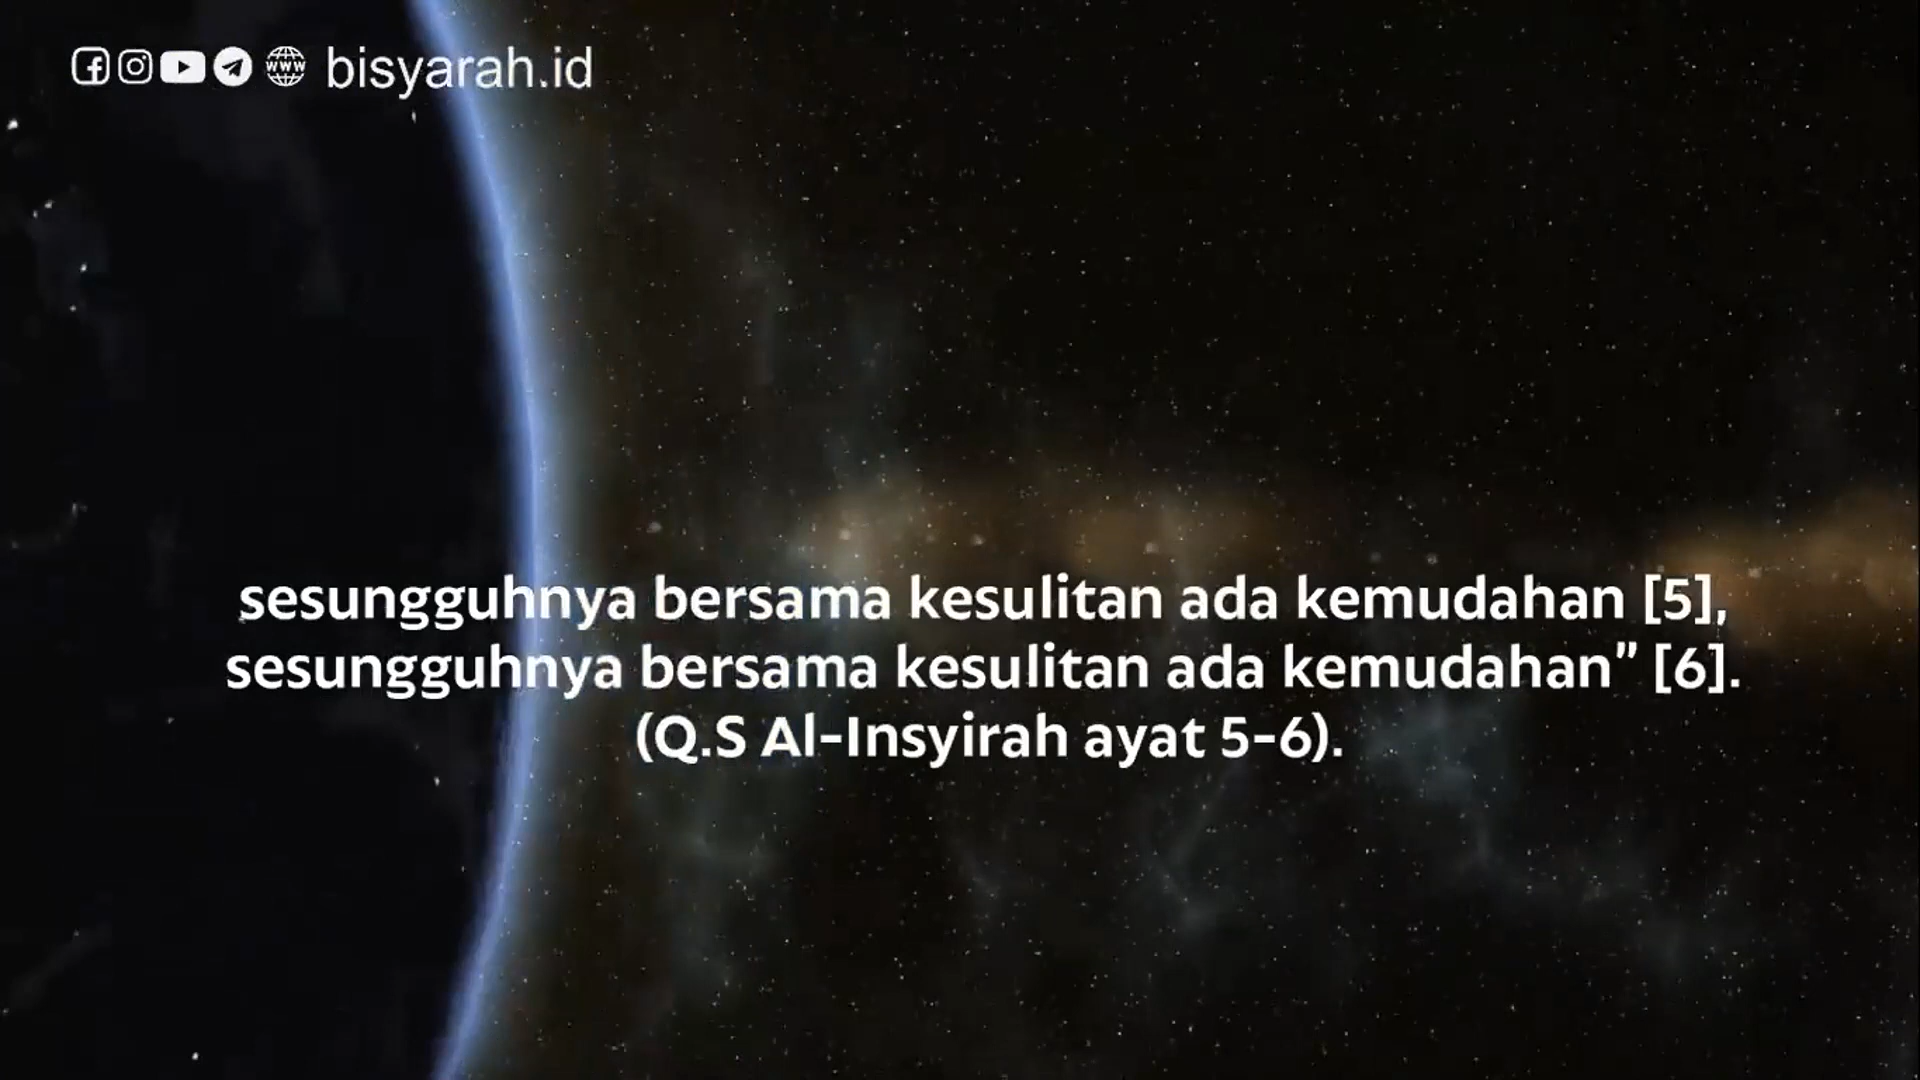 bisyarah.id
sesungguhnya bersama kesulitan ada kemudahan [5],
sesungguhnya bersama kesulitan ada kemudahan” [6].
(Q.S Al-Insyirah ayat 5-6).